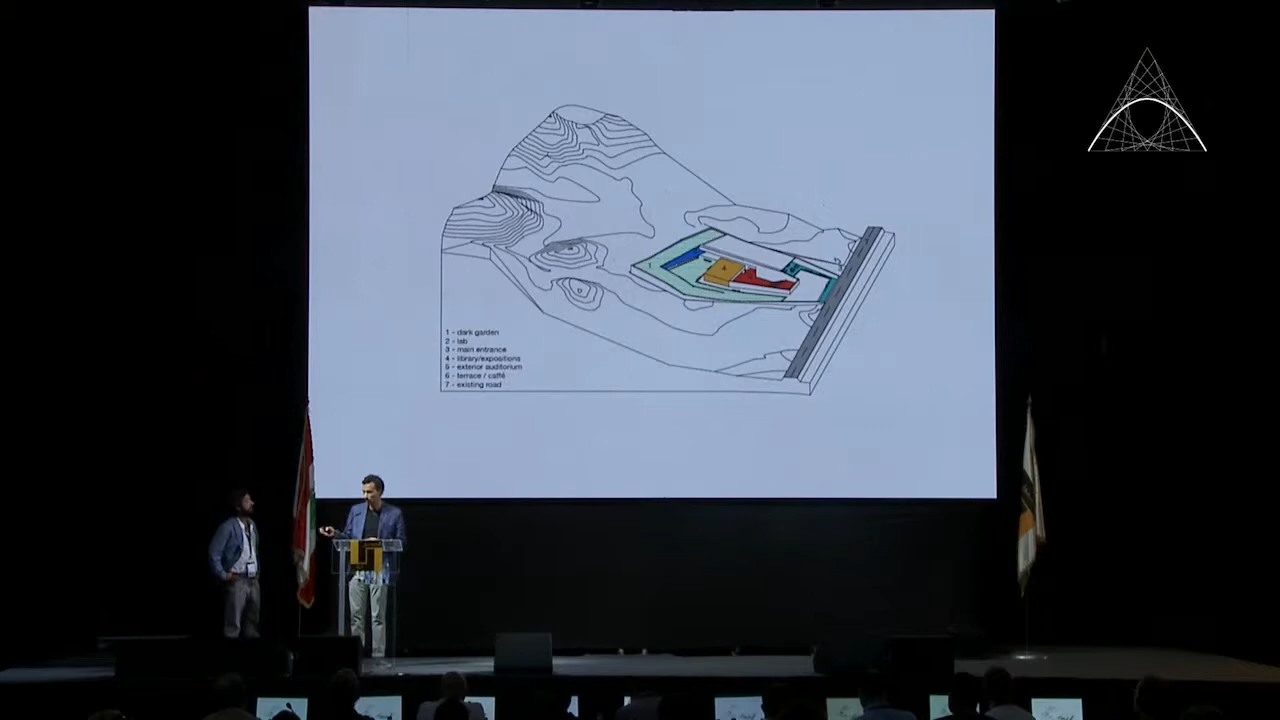 1 - dark garden
2 - lab
3 - main entrance
4 - library/expositions
5 - exterior auditorium
6 - terrace / caffé
7 - existing road